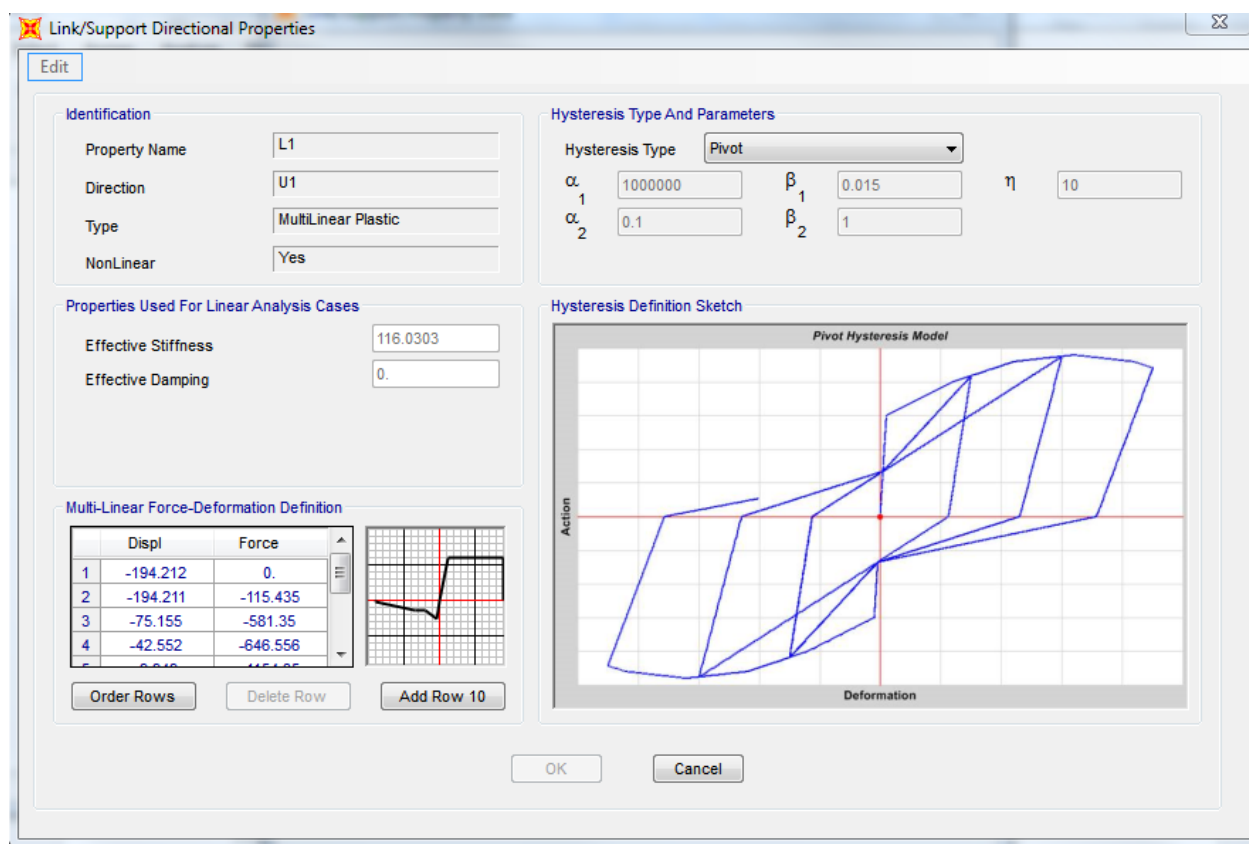 Link/Support Directional Properties
Edit
Identification
Property Name L1
Direction U1
Type MultiLinear Plastic
NonLinear Yes
Hysteresis Type And Parameters
Hysteresis Type Pivot
α1 1000000 β1 0.015 η 10
α2 0.1 β2 1
Properties Used For Linear Analysis Cases
Effective Stiffness 116.0303
Effective Damping 0.
Hysteresis Definition Sketch
Pivot Hysteresis Model
Action
Deformation
Multi-Linear Force-Deformation Definition
Displ Force
1 -194.212 0.
2 -194.211 -115.435
3 -75.155 -581.35
4 -42.552 -646.556
Order Rows Delete Row Add Row 10
OK Cancel